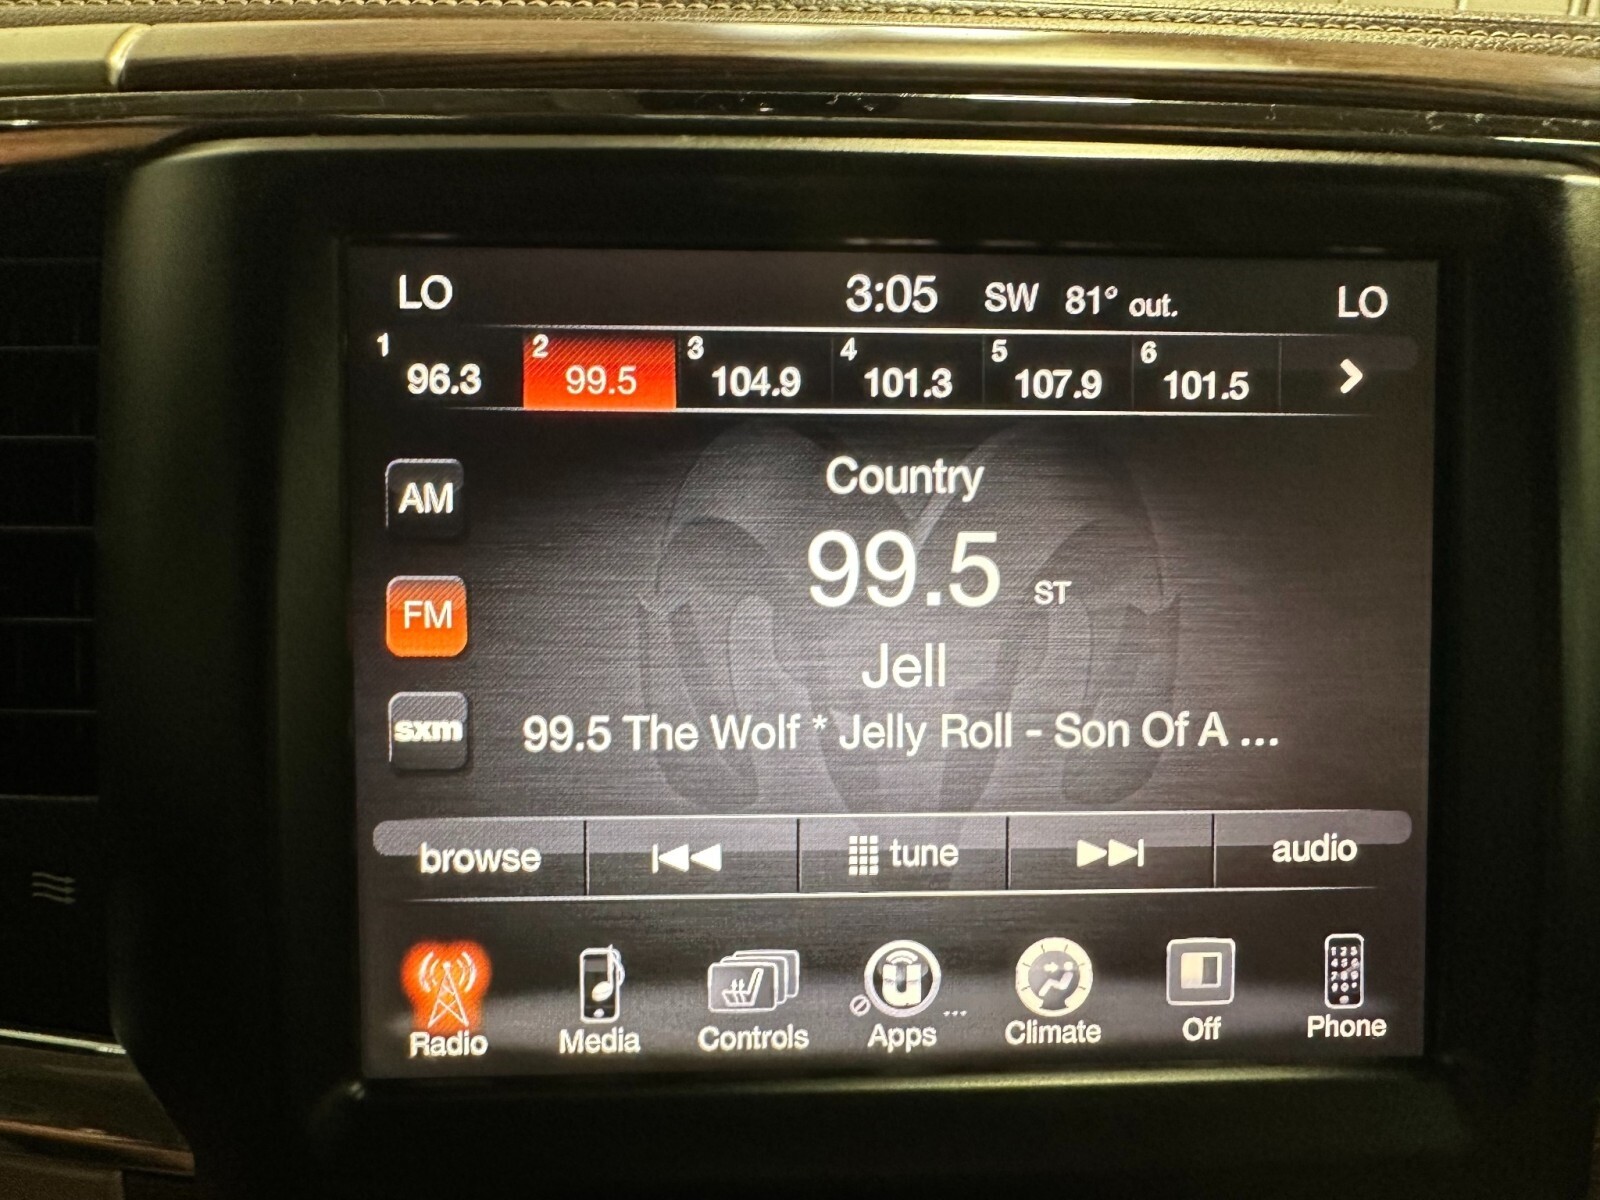 LO 3:05 SW 81° out. LO
1 96.3 2 99.5 3 104.9 4 101.3 5 107.9 6 101.5
Country
AM
99.5 ST
FM
Jell
sxm
99.5 The Wolf * Jelly Roll - Son Of A ...
browse tune audio
Radio Media Controls Apps ... Climate Off Phone